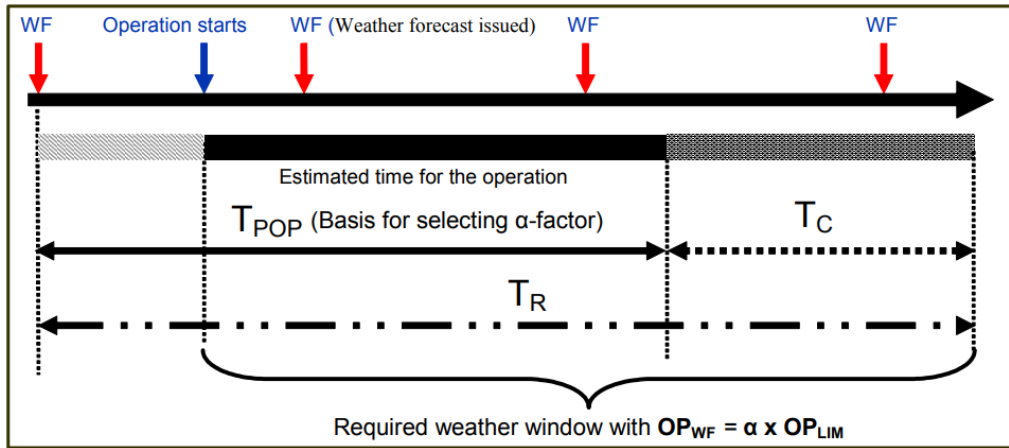 WF Operation starts WF (Weather forecast issued) WF WF
Estimated time for the operation
TPOP (Basis for selecting α-factor) TC
TR
Required weather window with OPWF = α x OPLIM